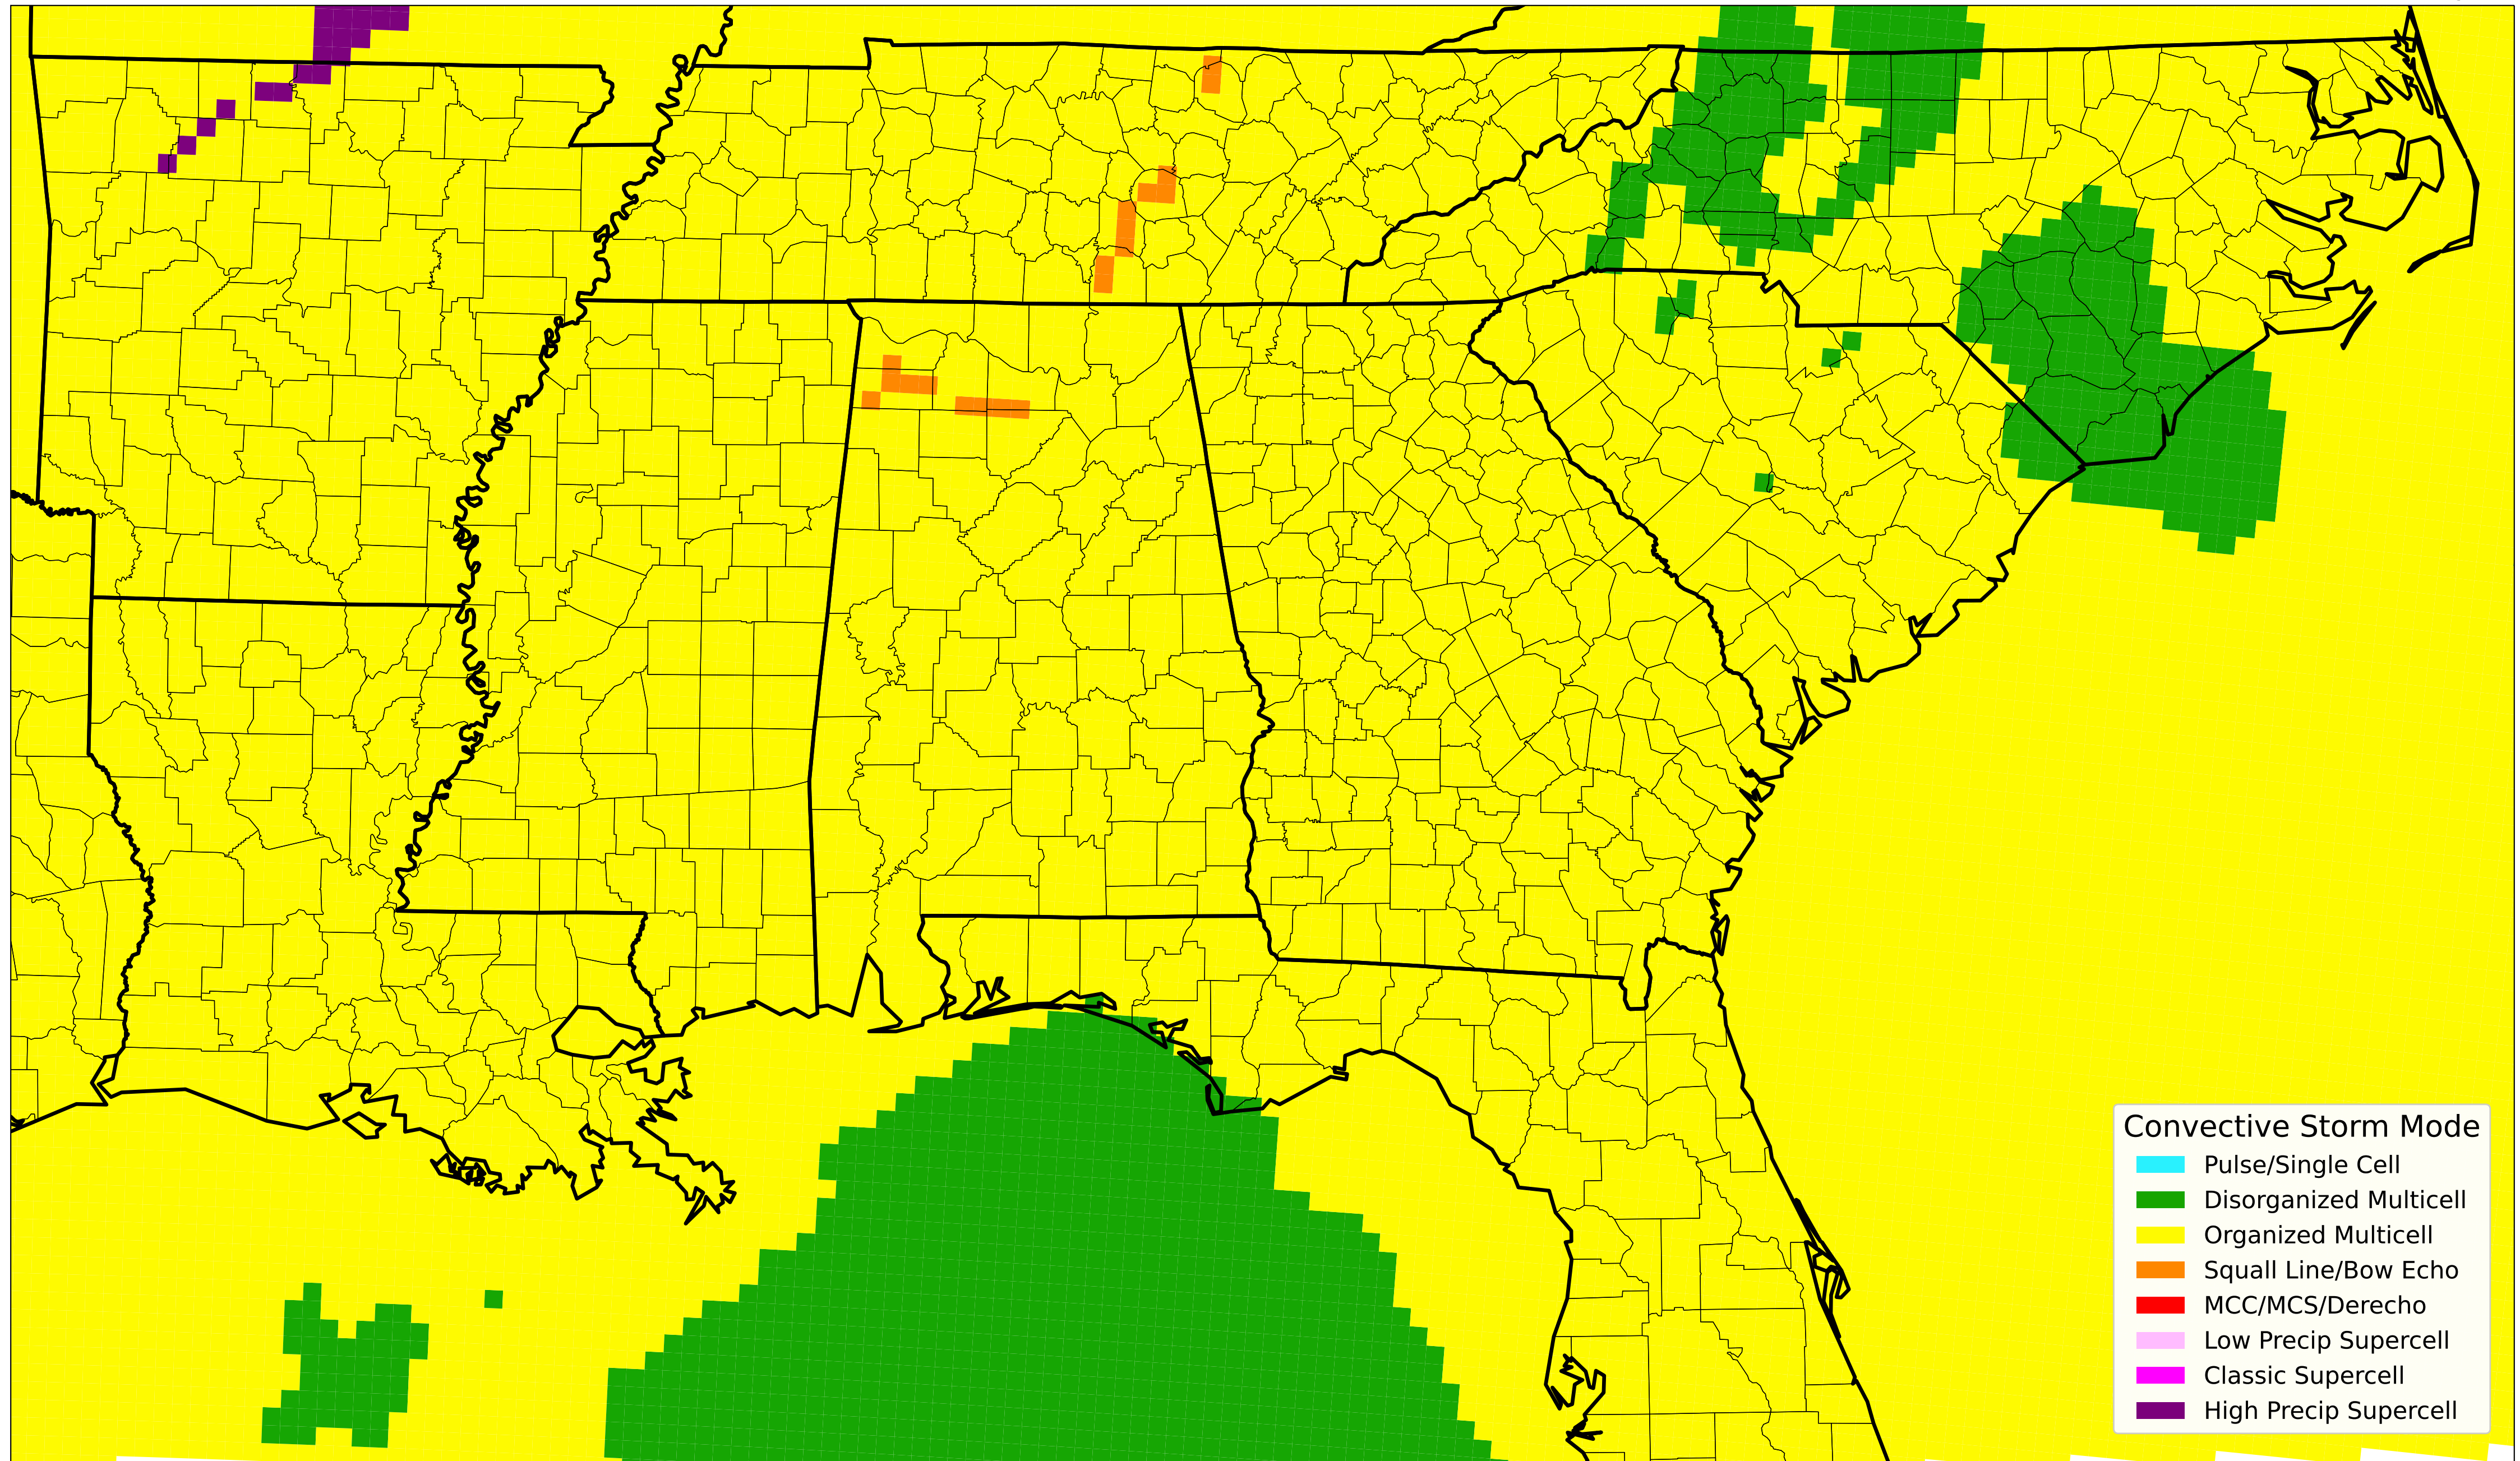 Convective Storm Mode
Pulse/Single Cell
Disorganized Multicell
Organized Multicell
Squall Line/Bow Echo
MCC/MCS/Derecho
Low Precip Supercell
Classic Supercell
High Precip Supercell